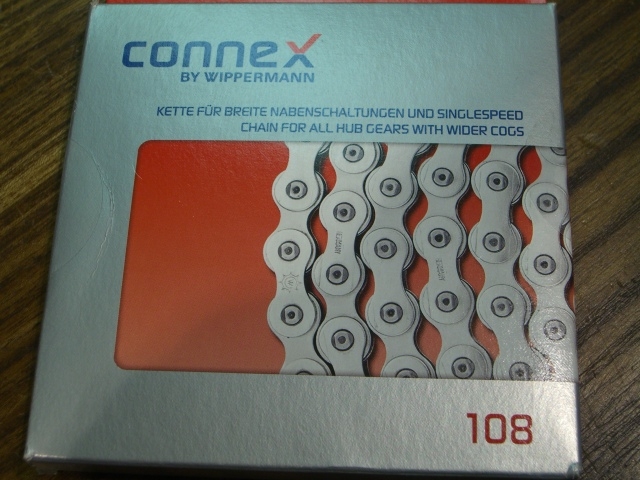 connex
BY WIPPERMANN
KETTE FÜR BREITE NABENSCHALTUNGEN UND SINGLESPEED
CHAIN FOR ALL HUB GEARS WITH WIDER COGS
108